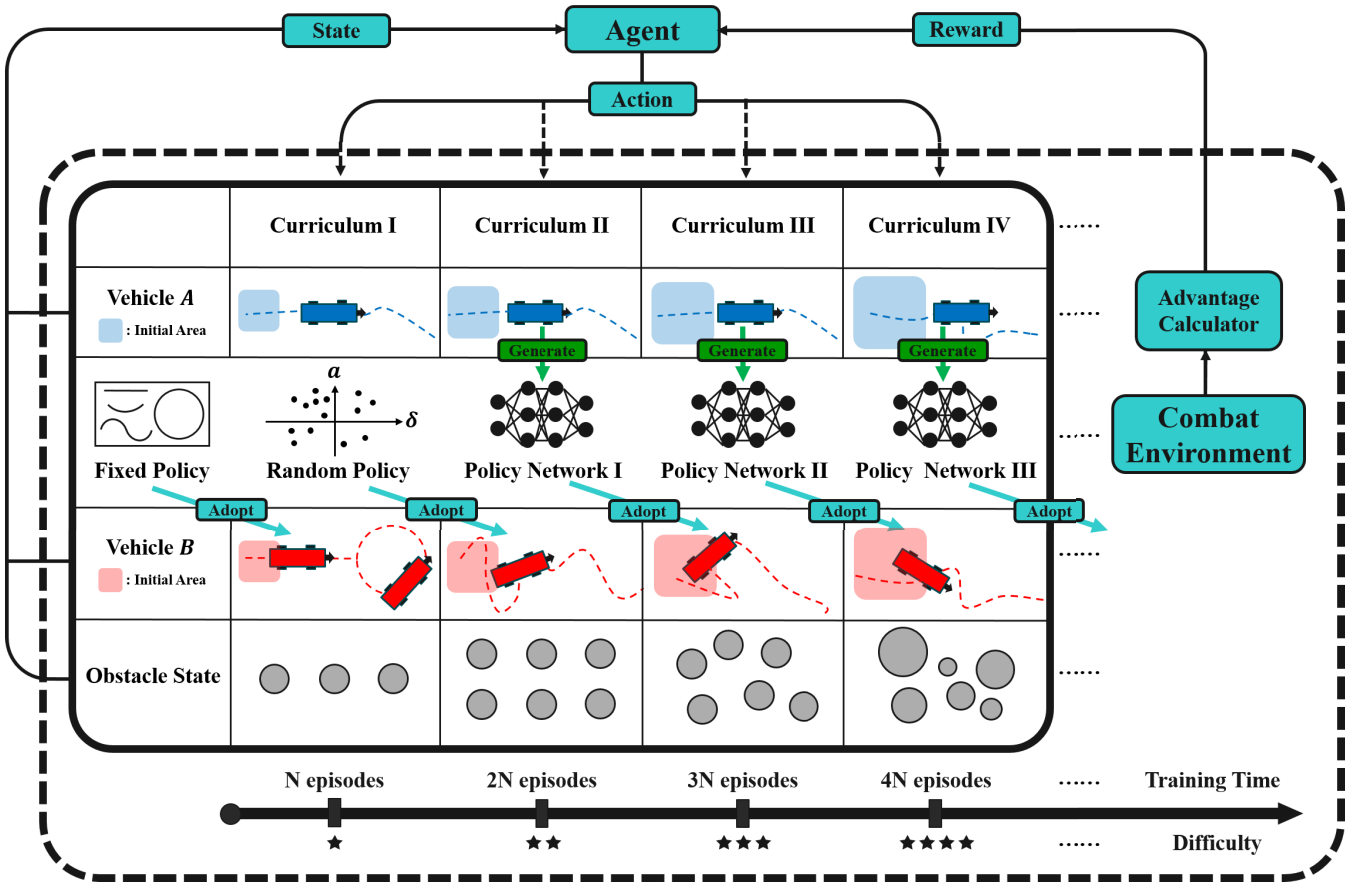 State
Agent
Reward
Action
Curriculum I
Curriculum II
Curriculum III
Curriculum IV
......
Vehicle A
: Initial Area
Generate
Generate
Generate
......
Advantage
Calculator
a
δ
Fixed Policy
Random Policy
Policy Network I
Policy Network II
Policy Network III
......
Combat
Environment
Adopt
Adopt
Adopt
Adopt
Adopt
Vehicle B
: Initial Area
......
Obstacle State
......
N episodes
2N episodes
3N episodes
4N episodes
......
Training Time
★
★★
★★★
★★★★
......
Difficulty